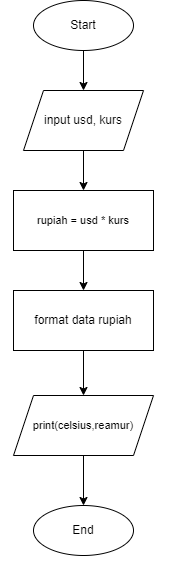 Start
input usd, kurs
rupiah = usd * kurs
format data rupiah
print(celsius,reamur)
End